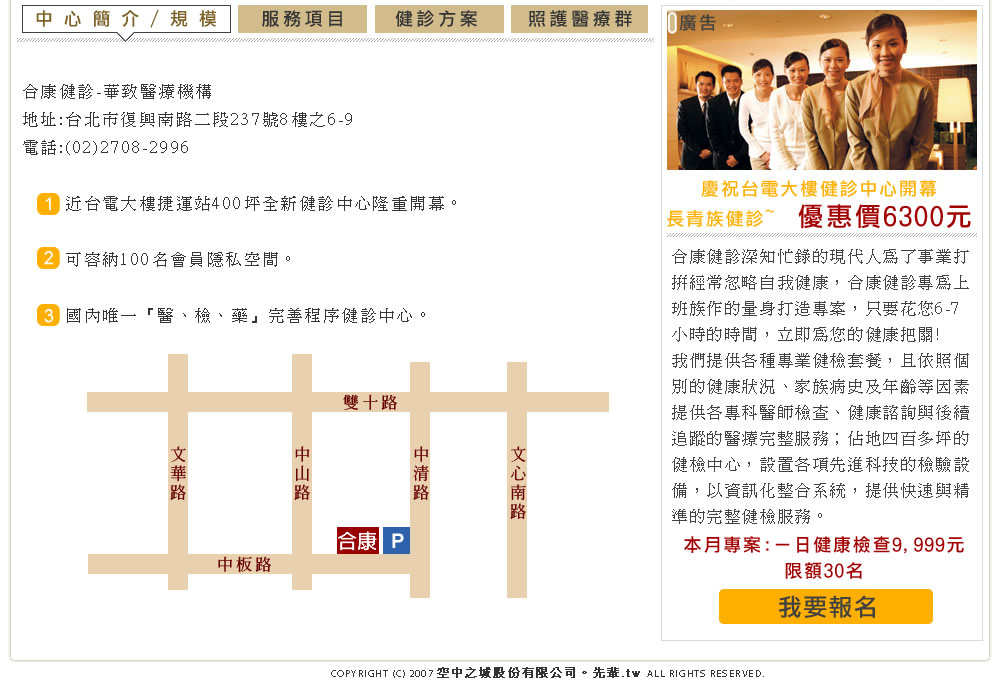 中心簡介/規模
服務項目
健診方案
照護醫療群
合康健診-華致醫療機構
地址:台北市復興南路二段237號8樓之6-9
電話:(02)2708-2996
1 近台電大樓捷運站400坪全新健診中心隆重開幕。
2 可容納100名會員隱私空間。
3 國內唯一『醫、檢、藥』完善程序健診中心。
雙十路
文華路
中山路
中清路
文心南路
合康 P
中板路
廣告
慶祝台電大樓健診中心開幕
長青族健診~ 優惠價6300元
合康健診深知忙錄的現代人為了事業打
拚經常忽略自我健康，合康健診專為上
班族作的量身打造專案，只要花您6-7
小時的時間，立即為您的健康把關!
我們提供各種專業健檢套餐，且依照個
別的健康狀況、家族病史及年齡等因素
提供各專科醫師檢查、健康諮詢與後續
追蹤的醫療完整服務；佔地四百多坪的
健檢中心，設置各項先進科技的檢驗設
備，以資訊化整合系統，提供快速與精
準的完整健檢服務。
本月專案:一日健康檢查9,999元
限額30名
我要報名
COPYRIGHT (C) 2007 空中之城股份有限公司。先輩.tw ALL RIGHTS RESERVED.